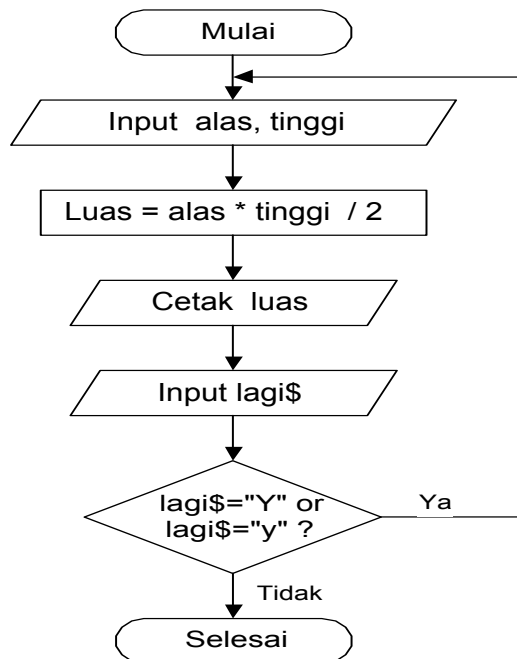 Mulai
Input alas, tinggi
Luas = alas * tinggi / 2
Cetak luas
Input lagi$
lagi$="Y" or
lagi$="y" ?
Ya
Tidak
Selesai